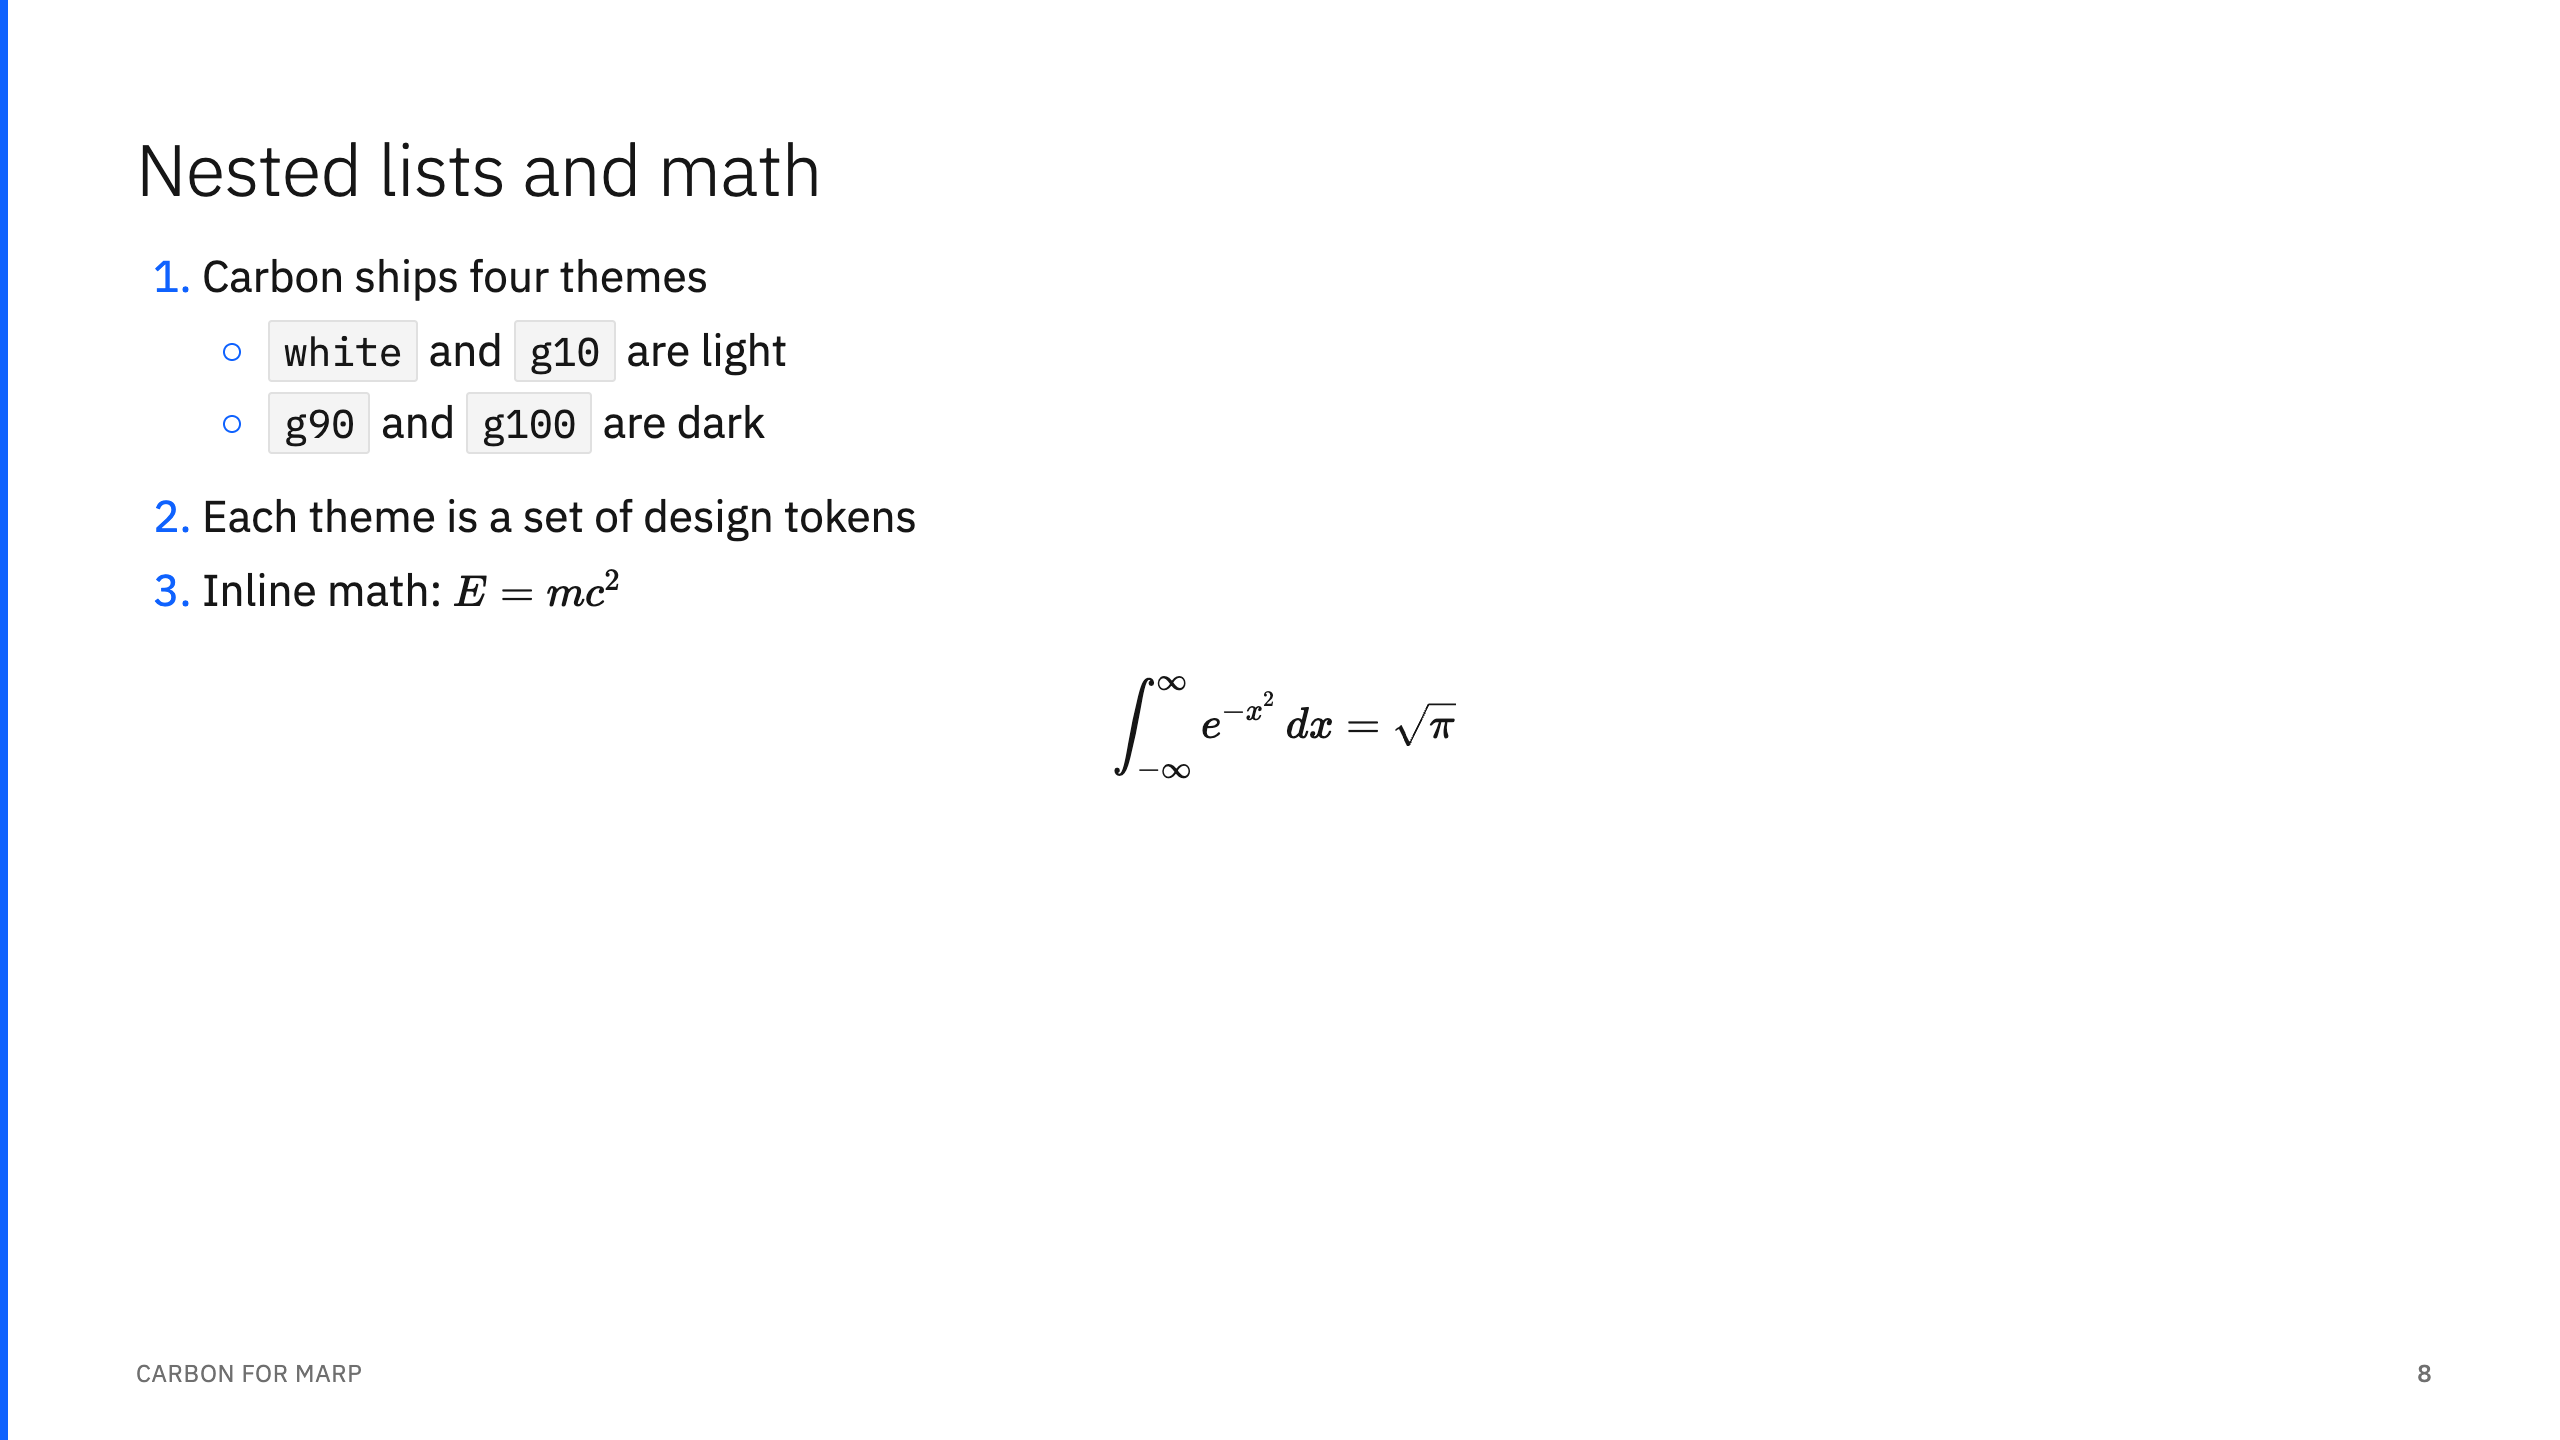 Nested lists and math
1. Carbon ships four themes
○ white and g10 are light
○ g90 and g100 are dark
2. Each theme is a set of design tokens
3. Inline math: E = mc²
∫_{−∞}^{∞} e^{−x²} dx = √π
CARBON FOR MARP
8